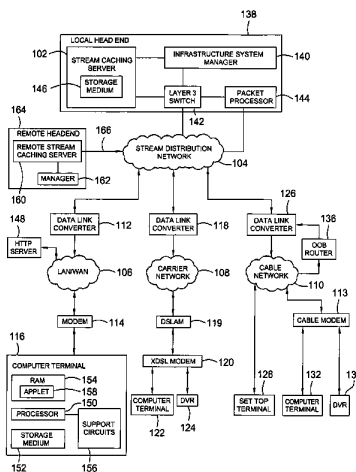 138
LOCAL HEAD END
102
STREAM CACHING SERVER
INFRASTRUCTURE SYSTEM MANAGER
140
146
STORAGE MEDIUM
LAYER 3 SWITCH
PACKET PROCESSOR
144
142
164
REMOTE HEADEND
166
REMOTE STREAM CACHING SERVER
STREAM DISTRIBUTION NETWORK
104
MANAGER
162
160
126
148
DATA LINK CONVERTER
112
DATA LINK CONVERTER
118
DATA LINK CONVERTER
136
HTTP SERVER
OOB ROUTER
LAN/WAN
106
CARRIER NETWORK
108
CABLE NETWORK
110
113
116
MODEM
114
DSLAM
119
CABLE MODEM
COMPUTER TERMINAL
XDSL MODEM
120
RAM
154
APPLET
158
128
132
13
PROCESSOR
150
COMPUTER TERMINAL
DVR
SET TOP TERMINAL
COMPUTER TERMINAL
DVR
122
124
STORAGE MEDIUM
SUPPORT CIRCUITS
152
156